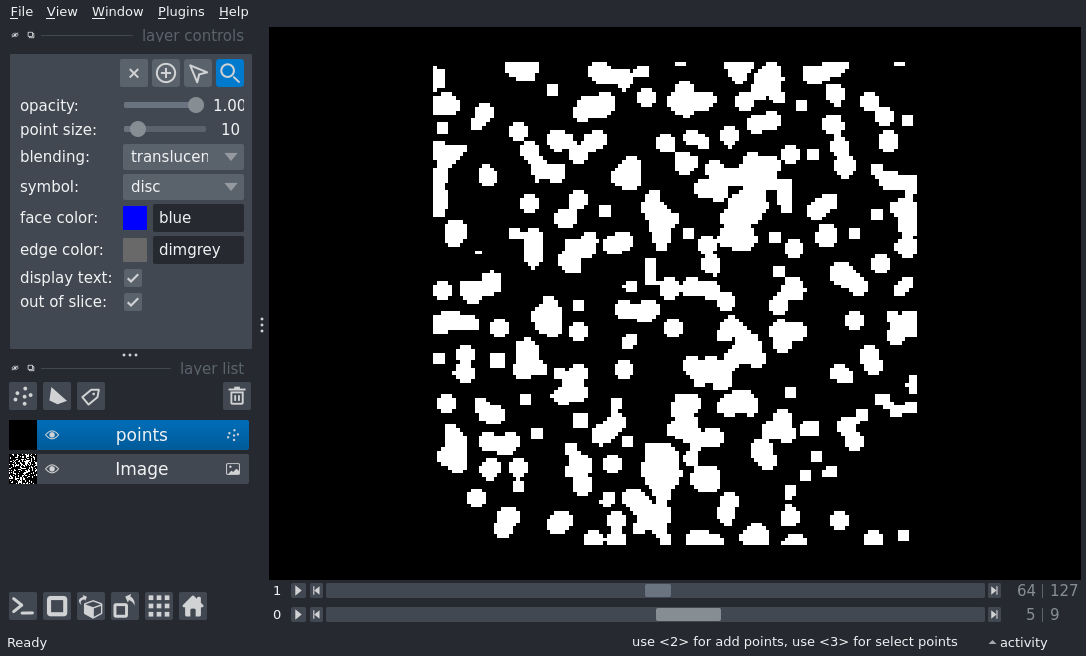 File View Window Plugins Help
layer controls
opacity: 1.00
point size: 10
blending: translucen
symbol: disc
face color: blue
edge color: dimgrey
display text:
out of slice:
layer list
points
Image
1 64 | 127
0 5 | 9
Ready use <2> for add points, use <3> for select points activity